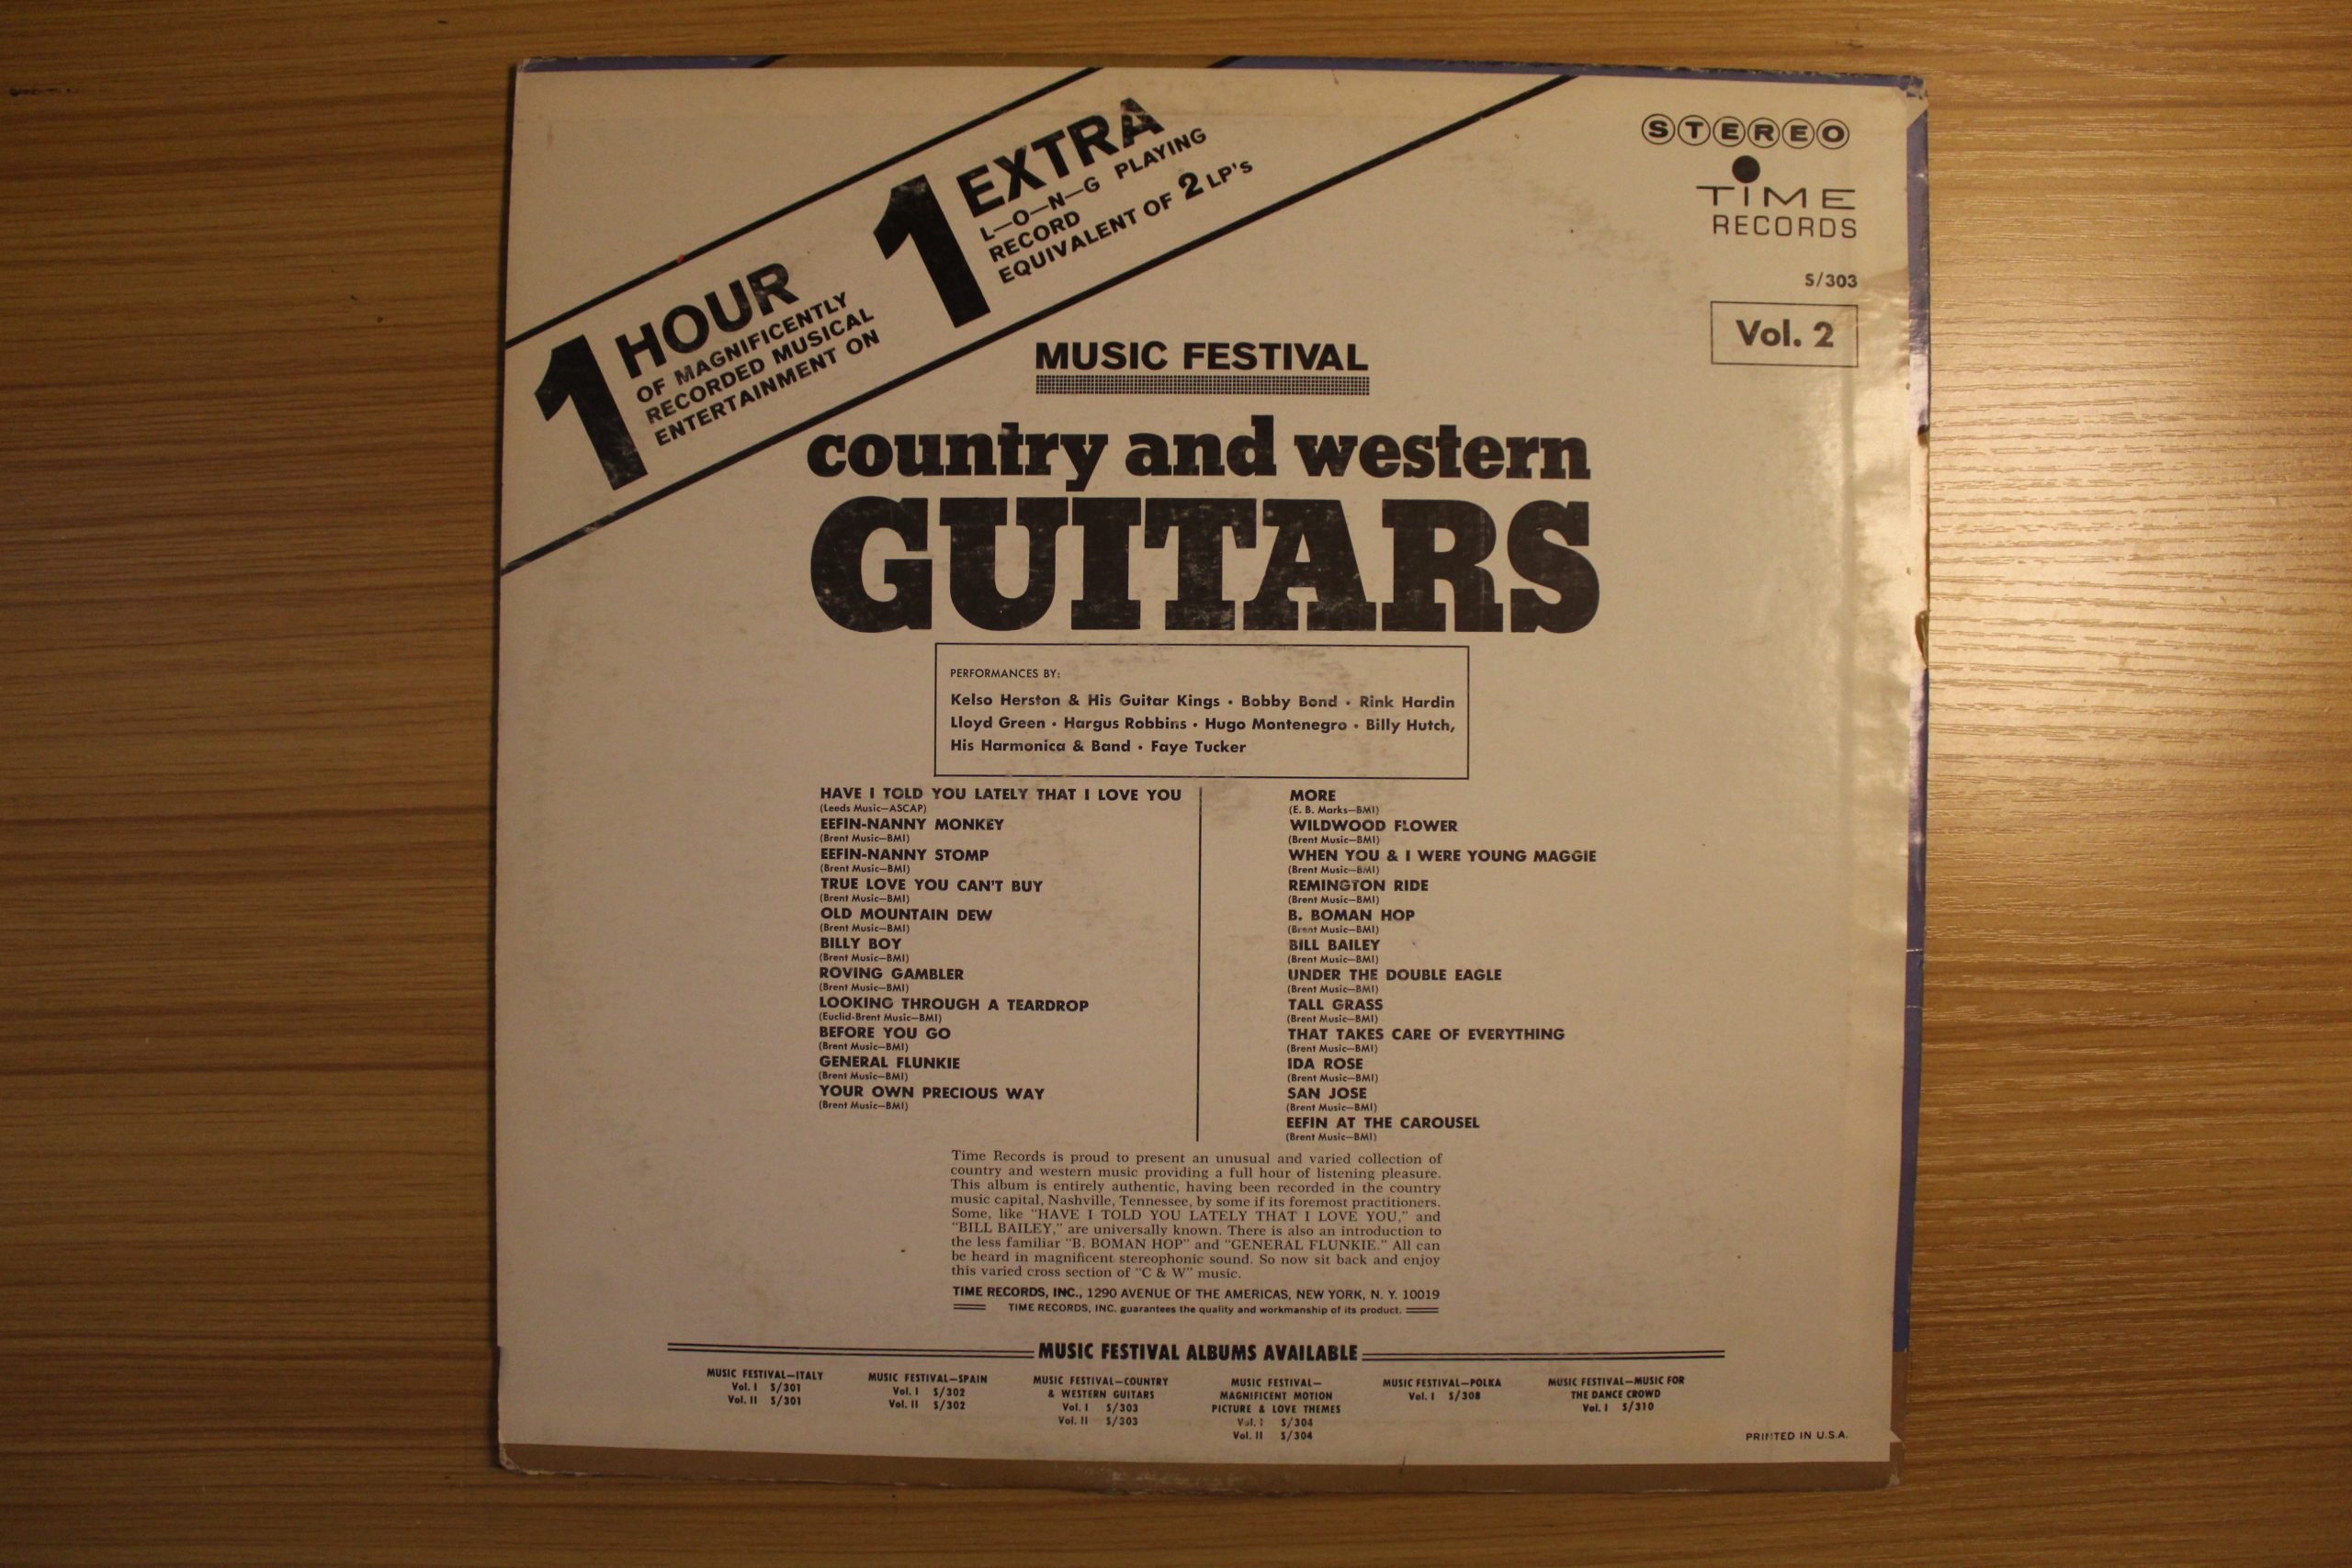 1 HOUR
OF MAGNIFICENTLY
RECORDED MUSICAL
ENTERTAINMENT ON
1 EXTRA
L—O—N—G PLAYING
RECORD
EQUIVALENT OF 2 LP's
STEREO
TIME
RECORDS
S/303
Vol. 2
MUSIC FESTIVAL
country and western
GUITARS
PERFORMANCES BY:
Kelso Herston & His Guitar Kings • Bobby Bond • Rink Hardin
Lloyd Green • Hargus Robbins • Hugo Montenegro • Billy Hutch,
His Harmonica & Band • Faye Tucker
HAVE I TOLD YOU LATELY THAT I LOVE YOU
(Leeds Music—ASCAP)
EEFIN-NANNY MONKEY
(Brent Music—BMI)
EEFIN-NANNY STOMP
(Brent Music—BMI)
TRUE LOVE YOU CAN'T BUY
(Brent Music—BMI)
OLD MOUNTAIN DEW
(Brent Music—BMI)
BILLY BOY
(Brent Music—BMI)
ROVING GAMBLER
(Brent Music—BMI)
LOOKING THROUGH A TEARDROP
(Euclid-Brent Music—BMI)
BEFORE YOU GO
(Brent Music—BMI)
GENERAL FLUNKIE
(Brent Music—BMI)
YOUR OWN PRECIOUS WAY
(Brent Music—BMI)
MORE
(E. B. Marks—BMI)
WILDWOOD FLOWER
(Brent Music—BMI)
WHEN YOU & I WERE YOUNG MAGGIE
(Brent Music—BMI)
REMINGTON RIDE
(Brent Music—BMI)
B. BOMAN HOP
(Brent Music—BMI)
BILL BAILEY
(Brent Music—BMI)
UNDER THE DOUBLE EAGLE
(Brent Music—BMI)
TALL GRASS
(Brent Music—BMI)
THAT TAKES CARE OF EVERYTHING
(Brent Music—BMI)
IDA ROSE
(Brent Music—BMI)
SAN JOSE
(Brent Music—BMI)
EEFIN AT THE CAROUSEL
(Brent Music—BMI)
Time Records is proud to present an unusual and varied collection of
country and western music providing a full hour of listening pleasure.
This album is entirely authentic, having been recorded in the country
music capital, Nashville, Tennessee, by some if its foremost practitioners.
Some, like "HAVE I TOLD YOU LATELY THAT I LOVE YOU," and
"BILL BAILEY," are universally known. There is also an introduction to
the less familiar "B. BOMAN HOP" and "GENERAL FLUNKIE." All can
be heard in magnificent stereophonic sound. So now sit back and enjoy
this varied cross section of "C & W" music.
TIME RECORDS, INC., 1290 AVENUE OF THE AMERICAS, NEW YORK, N. Y. 10019
TIME RECORDS, INC. guarantees the quality and workmanship of its product.
MUSIC FESTIVAL ALBUMS AVAILABLE
MUSIC FESTIVAL—ITALY
Vol. I S/301
Vol. II S/301
MUSIC FESTIVAL—SPAIN
Vol. I S/302
Vol. II S/302
MUSIC FESTIVAL—COUNTRY
& WESTERN GUITARS
Vol. I S/303
Vol. II S/303
MUSIC FESTIVAL—
MAGNIFICENT MOTION
PICTURE & LOVE THEMES
Vol. I S/304
Vol. II S/304
MUSIC FESTIVAL—POLKA
Vol. I S/308
MUSIC FESTIVAL—MUSIC FOR
THE DANCE CROWD
Vol. I S/310
PRINTED IN U.S.A.